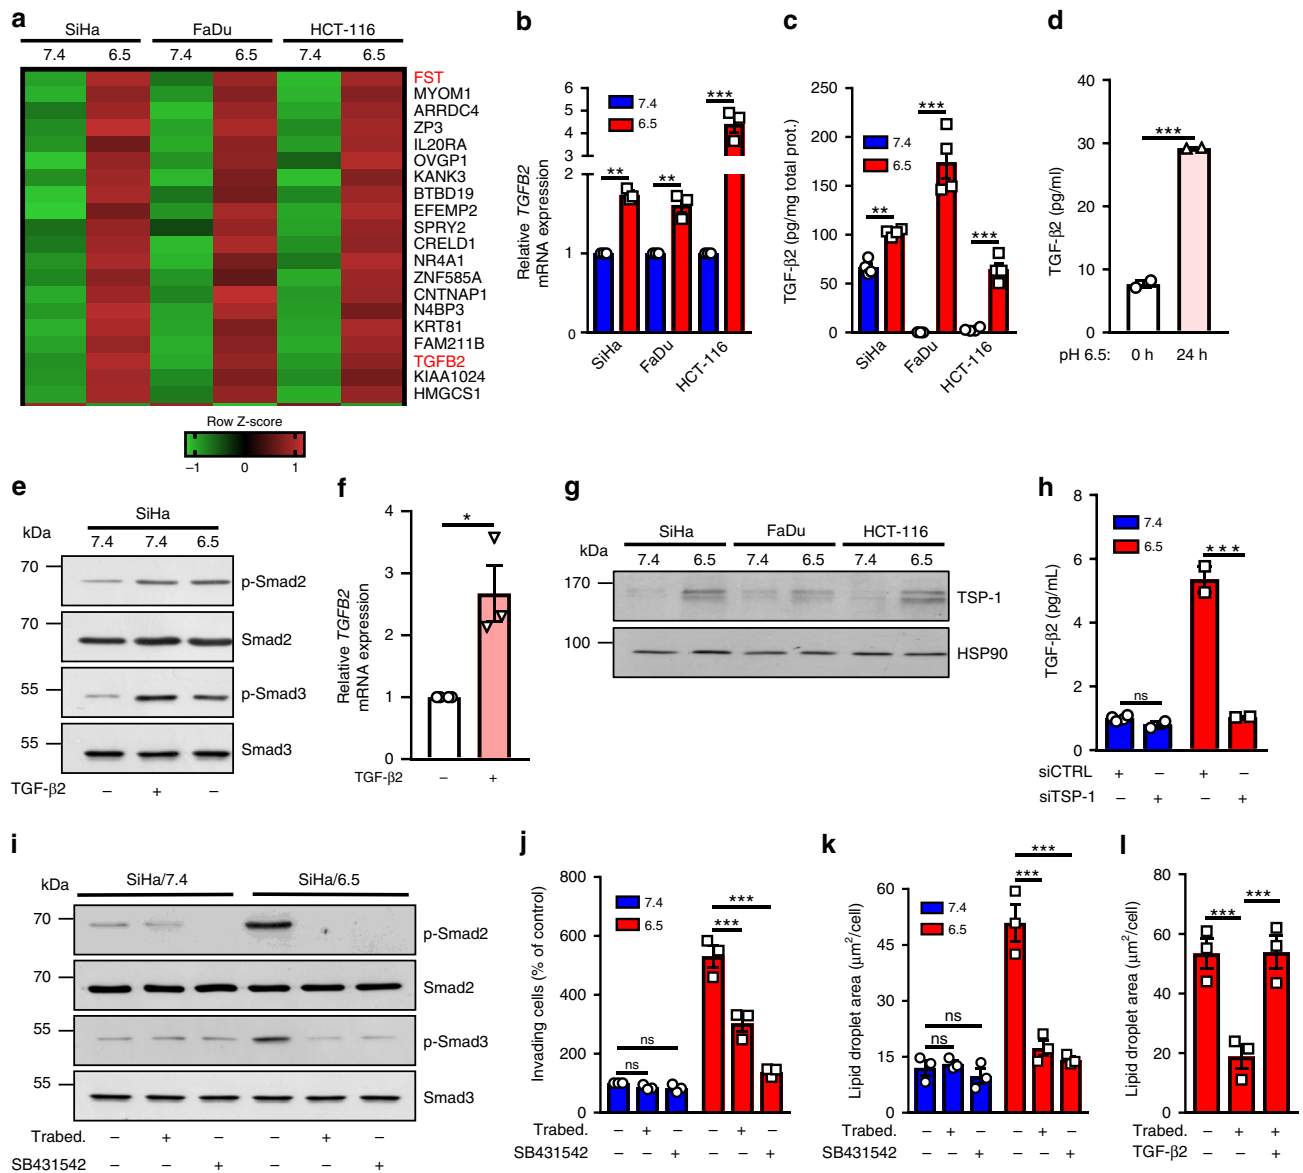 a
SiHa FaDu HCT-116
7.4 6.5 7.4 6.5 7.4 6.5
FST
MYOM1
ARRDC4
ZP3
IL20RA
OVGP1
KANK3
BTBD19
EFEMP2
SPRY2
CRELD1
NR4A1
ZNF585A
CNTNAP1
N4BP3
KRT81
FAM211B
TGFB2
KIAA1024
HMGCS1
Row Z-score
–1 0 1
b
Relative TGFB2
mRNA expression
6
5
4
3
2
1
0
7.4
6.5
** ** ***
SiHa FaDu HCT-116
c
TGF-β2 (pg/mg total prot.)
250
200
150
100
50
0
7.4
6.5
** *** ***
SiHa FaDu HCT-116
d
TGF-β2 (pg/ml)
40
30
20
10
0
***
pH 6.5: 0 h 24 h
e
SiHa
kDa 7.4 7.4 6.5
70 p-Smad2
70 Smad2
55 p-Smad3
55 Smad3
TGF-β2 – + –
f
Relative TGFB2
mRNA expression
4
3
2
1
0
*
TGF-β2 – +
g
SiHa FaDu HCT-116
kDa 7.4 6.5 7.4 6.5 7.4 6.5
170 TSP-1
100 HSP90
h
TGF-β2 (pg/mL)
8
6
4
2
0
7.4
6.5
ns ***
siCTRL + – + –
siTSP-1 – + – +
i
SiHa/7.4 SiHa/6.5
kDa
70 p-Smad2
70 Smad2
55 p-Smad3
55 Smad3
Trabed. – + – – + –
SB431542 – – + – – +
j
Invading cells (% of control)
800
600
400
200
0
7.4
6.5
ns
ns
***
***
Trabed. – + – – + –
SB431542 – – + – – +
k
Lipid droplet area (μm²/cell)
60
45
30
15
0
7.4
6.5
ns
ns
***
***
Trabed. – + – – + –
SB431542 – – + – – +
l
Lipid droplet area (μm²/cell)
80
60
40
20
0
*** ***
Trabed. – + +
TGF-β2 – – +